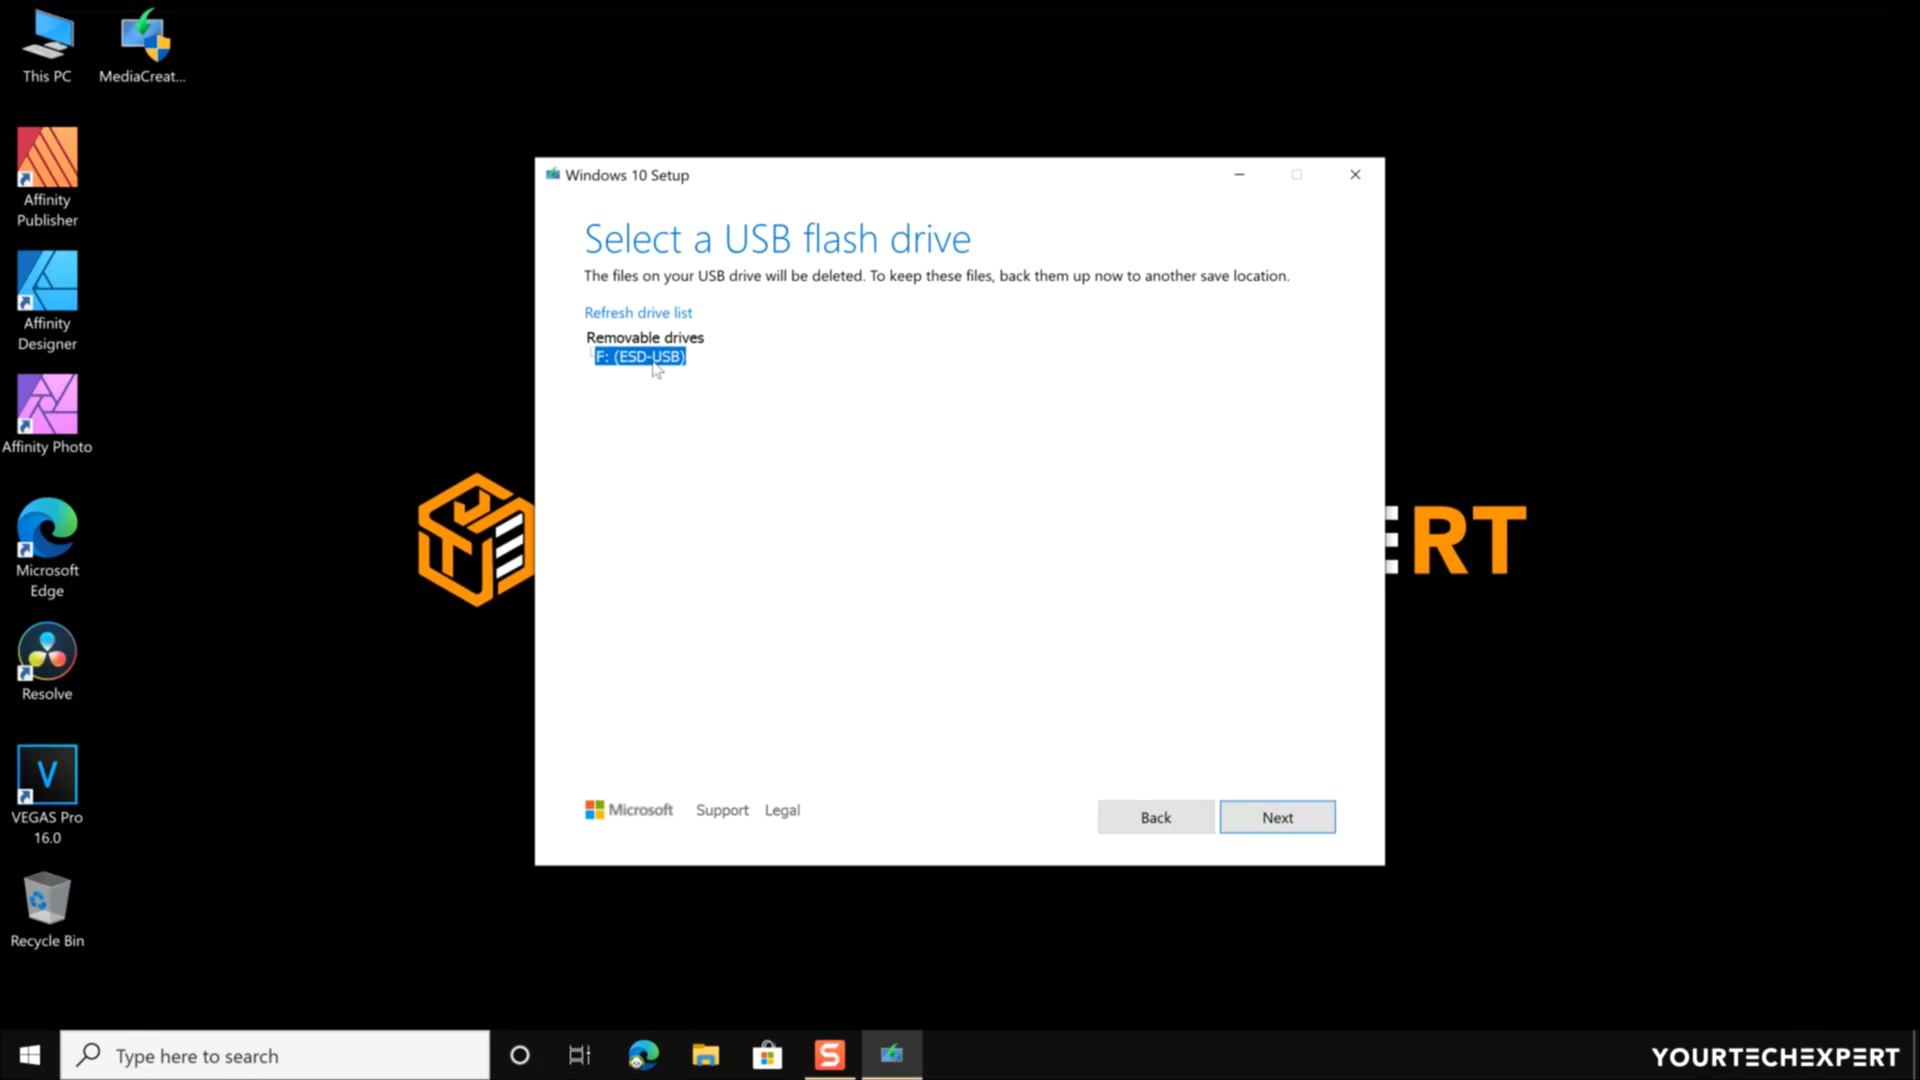 This PC
MediaCreat...
Affinity
Publisher
Affinity
Designer
Affinity Photo
Microsoft
Edge
Resolve
V
VEGAS Pro
16.0
Recycle Bin
Windows 10 Setup
Select a USB flash drive
The files on your USB drive will be deleted. To keep these files, back them up now to another save location.
Refresh drive list
Removable drives
F: (ESD-USB)
Microsoft
Support
Legal
Back
Next
ERT
Type here to search
S
YOURTECHEXPERT